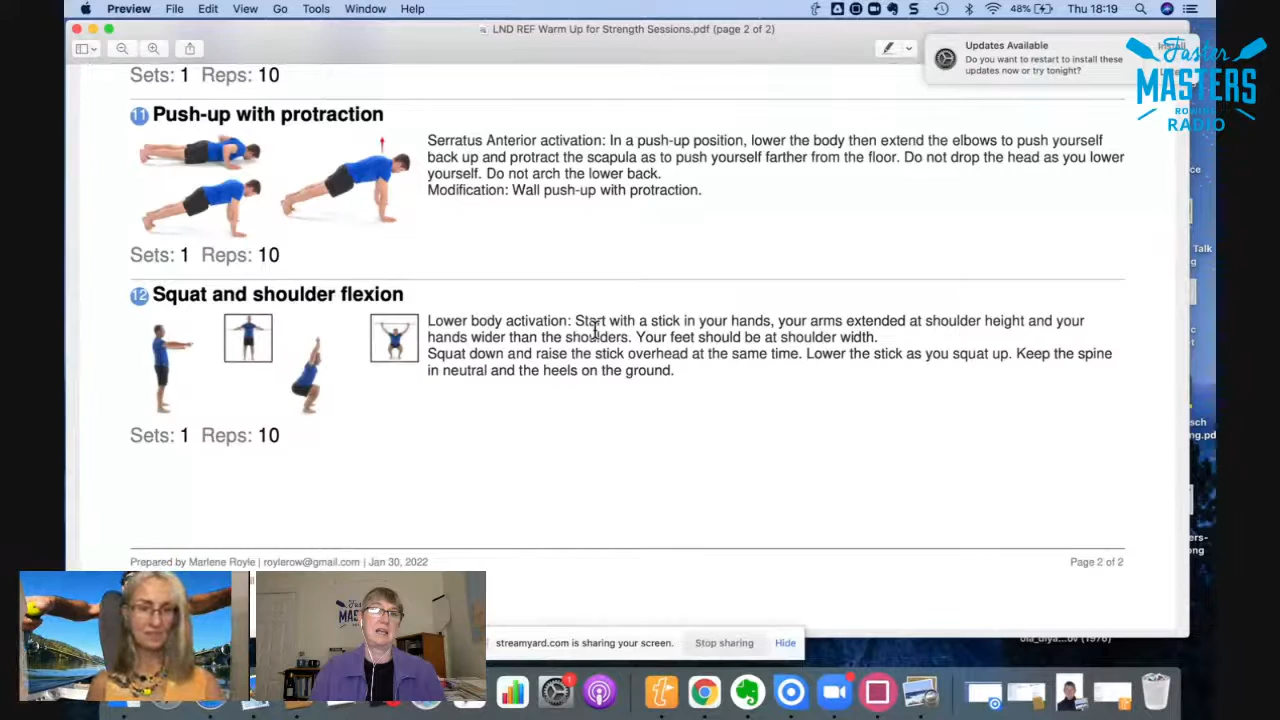 Preview File Edit View Go Tools Window Help
48% Thu 18:19
LND REF Warm Up for Strength Sessions.pdf (page 2 of 2)
Updates Available
Do you want to restart to install these
updates now or try tonight?
Faster
MASTERS
ROWING
RADIO
Sets: 1 Reps: 10
11 Push-up with protraction
Serratus Anterior activation: In a push-up position, lower the body then extend the elbows to push yourself
back up and protract the scapula as to push yourself farther from the floor. Do not drop the head as you lower
yourself. Do not arch the lower back.
Modification: Wall push-up with protraction.
Sets: 1 Reps: 10
12 Squat and shoulder flexion
Lower body activation: Start with a stick in your hands, your arms extended at shoulder height and your
hands wider than the shoulders. Your feet should be at shoulder width.
Squat down and raise the stick overhead at the same time. Lower the stick as you squat up. Keep the spine
in neutral and the heels on the ground.
Sets: 1 Reps: 10
Prepared by Marlene Royle | roylerow@gmail.com | Jan 30, 2022
Page 2 of 2
streamyard.com is sharing your screen. Stop sharing Hide
Talk